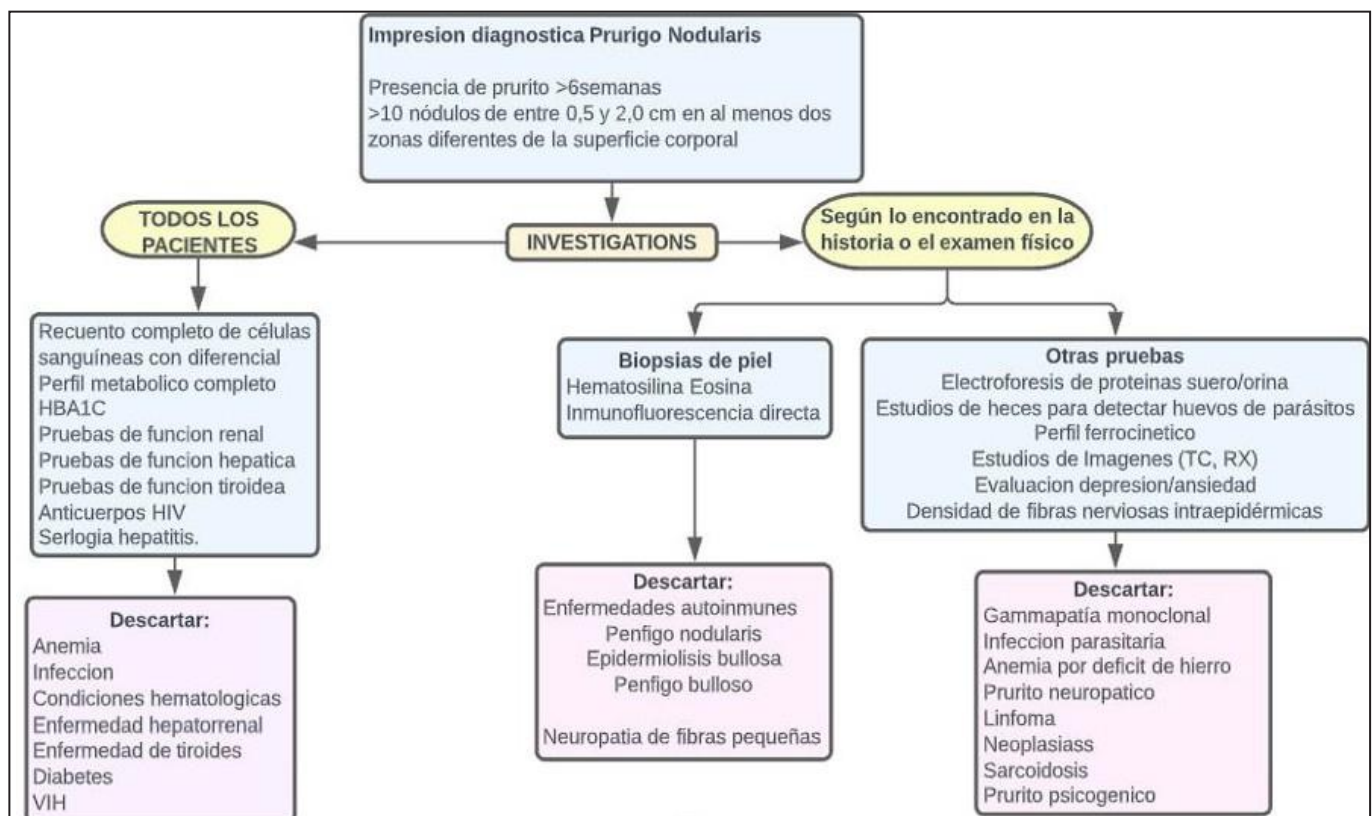 Impresion diagnostica Prurigo Nodularis
Presencia de prurito >6semanas
>10 nódulos de entre 0,5 y 2,0 cm en al menos dos
zonas diferentes de la superficie corporal
TODOS LOS
PACIENTES
INVESTIGATIONS
Según lo encontrado en la
historia o el examen físico
Recuento completo de células
sanguíneas con diferencial
Perfil metabolico completo
HBA1C
Pruebas de funcion renal
Pruebas de funcion hepatica
Pruebas de funcion tiroidea
Anticuerpos HIV
Serlogia hepatitis.
Biopsias de piel
Hematosilina Eosina
Inmunofluorescencia directa
Otras pruebas
Electroforesis de proteinas suero/orina
Estudios de heces para detectar huevos de parásitos
Perfil ferrocinetico
Estudios de Imagenes (TC, RX)
Evaluacion depresion/ansiedad
Densidad de fibras nerviosas intraepidérmicas
Descartar:
Anemia
Infeccion
Condiciones hematologicas
Enfermedad hepatorrenal
Enfermedad de tiroides
Diabetes
VIH
Descartar:
Enfermedades autoinmunes
Penfigo nodularis
Epidermiolisis bullosa
Penfigo bulloso
Neuropatia de fibras pequeñas
Descartar:
Gammapatía monoclonal
Infeccion parasitaria
Anemia por deficit de hierro
Prurito neuropatico
Linfoma
Neoplasiass
Sarcoidosis
Prurito psicogenico